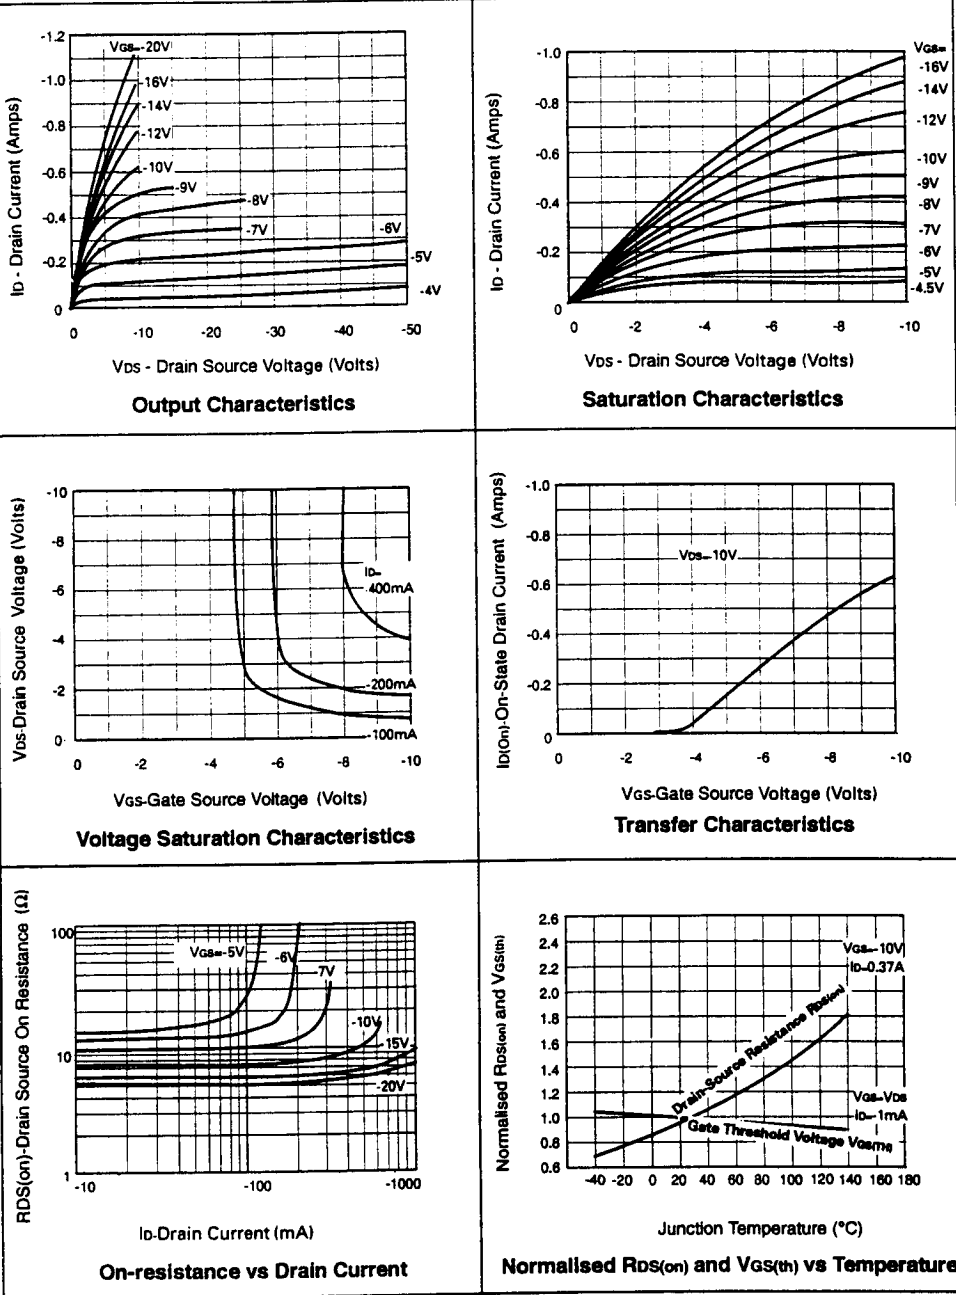 -1.2
-1.0
-0.8
-0.6
-0.4
-0.2
0
ID - Drain Current (Amps)
VGS=-20V
-16V
-14V
-12V
-10V
-9V
-8V
-7V
-6V
-5V
-4V
0 -10 -20 -30 -40 -50
VDS - Drain Source Voltage (Volts)
Output Characteristics
-1.0
-0.8
-0.6
-0.4
-0.2
0
ID - Drain Current (Amps)
VGS=
-16V
-14V
-12V
-10V
-9V
-8V
-7V
-6V
-5V
-4.5V
0 -2 -4 -6 -8 -10
VDS - Drain Source Voltage (Volts)
Saturation Characteristics
-10
-8
-6
-4
-2
0
VDS-Drain Source Voltage (Volts)
ID=
-400mA
-200mA
-100mA
0 -2 -4 -6 -8 -10
VGS-Gate Source Voltage (Volts)
Voltage Saturation Characteristics
-1.0
-0.8
-0.6
-0.4
-0.2
0
ID(On)-On-State Drain Current (Amps)
VDS=-10V
0 -2 -4 -6 -8 -10
VGS-Gate Source Voltage (Volts)
Transfer Characteristics
100
10
1
RDS(on)-Drain Source On Resistance (Ω)
VGS=-5V
-6V
-7V
-10V
15V
-20V
-10 -100 -1000
ID-Drain Current (mA)
On-resistance vs Drain Current
2.6
2.4
2.2
2.0
1.8
1.6
1.4
1.2
1.0
0.8
0.6
Normalised RDS(on) and VGS(th)
VGS=-10V
ID=0.37A
Drain-Source Resistance RDS(on)
VGS=VDS
ID=-1mA
Gate Threshold Voltage VGS(TH)
-40 -20 0 20 40 60 80 100 120 140 160 180
Junction Temperature (°C)
Normalised RDS(on) and VGS(th) vs Temperature